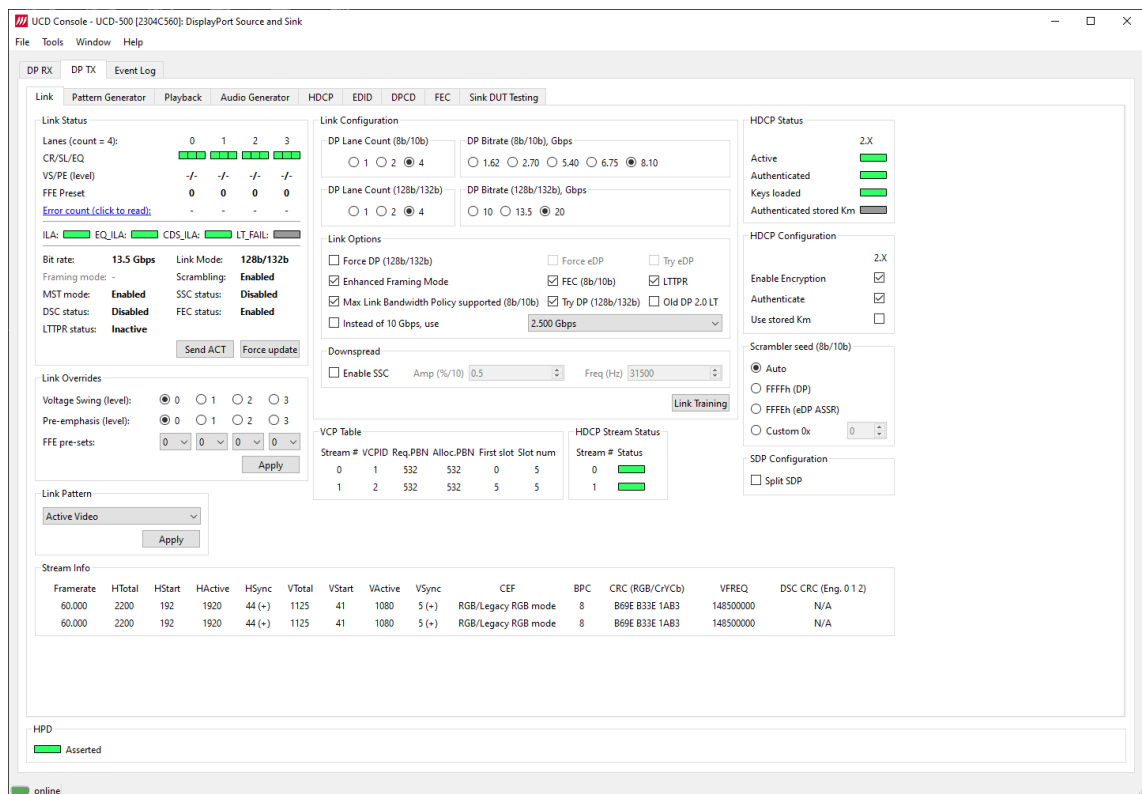 UCD Console - UCD-500 [2304C560]: DisplayPort Source and Sink
File Tools Window Help
DP RX DP TX Event Log
Link Pattern Generator Playback Audio Generator HDCP EDID DPCD FEC Sink DUT Testing
Link Status
Lanes (count = 4): 0 1 2 3
CR/SL/EQ
VS/PE (level) -/- -/- -/- -/-
FFE Preset 0 0 0 0
Error count (click to read): - - - -
ILA: EQ_ILA: CDS_ILA: LT_FAIL:
Bit rate: 13.5 Gbps Link Mode: 128b/132b
Framing mode: - Scrambling: Enabled
MST mode: Enabled SSC status: Disabled
DSC status: Disabled FEC status: Enabled
LTTPR status: Inactive
Send ACT Force update
Link Overrides
Voltage Swing (level): 0 1 2 3
Pre-emphasis (level): 0 1 2 3
FFE pre-sets: 0 0 0 0
Apply
Link Pattern
Active Video
Apply
Link Configuration
DP Lane Count (8b/10b)
1 2 4
DP Bitrate (8b/10b), Gbps
1.62 2.70 5.40 6.75 8.10
DP Lane Count (128b/132b)
1 2 4
DP Bitrate (128b/132b), Gbps
10 13.5 20
Link Options
Force DP (128b/132b) Force eDP Try eDP
Enhanced Framing Mode FEC (8b/10b) LTTPR
Max Link Bandwidth Policy supported (8b/10b) Try DP (128b/132b) Old DP 2.0 LT
Instead of 10 Gbps, use 2.500 Gbps
Downspread
Enable SSC Amp (%/10) 0.5 Freq (Hz) 31500
Link Training
VCP Table
Stream # VCPID Req.PBN Alloc.PBN First slot Slot num
0 1 532 532 0 5
1 2 532 532 5 5
HDCP Stream Status
Stream # Status
0
1
HDCP Status
2.X
Active
Authenticated
Keys loaded
Authenticated stored Km
HDCP Configuration
2.X
Enable Encryption
Authenticate
Use stored Km
Scrambler seed (8b/10b)
Auto
FFFFh (DP)
FFFEh (eDP ASSR)
Custom 0x 0
SDP Configuration
Split SDP
Stream Info
Framerate HTotal HStart HActive HSync VTotal VStart VActive VSync CEF BPC CRC (RGB/CrYCb) VFREQ DSC CRC (Eng. 0 1 2)
60.000 2200 192 1920 44 (+) 1125 41 1080 5 (+) RGB/Legacy RGB mode 8 B69E B33E 1AB3 148500000 N/A
60.000 2200 192 1920 44 (+) 1125 41 1080 5 (+) RGB/Legacy RGB mode 8 B69E B33E 1AB3 148500000 N/A
HPD
Asserted
online